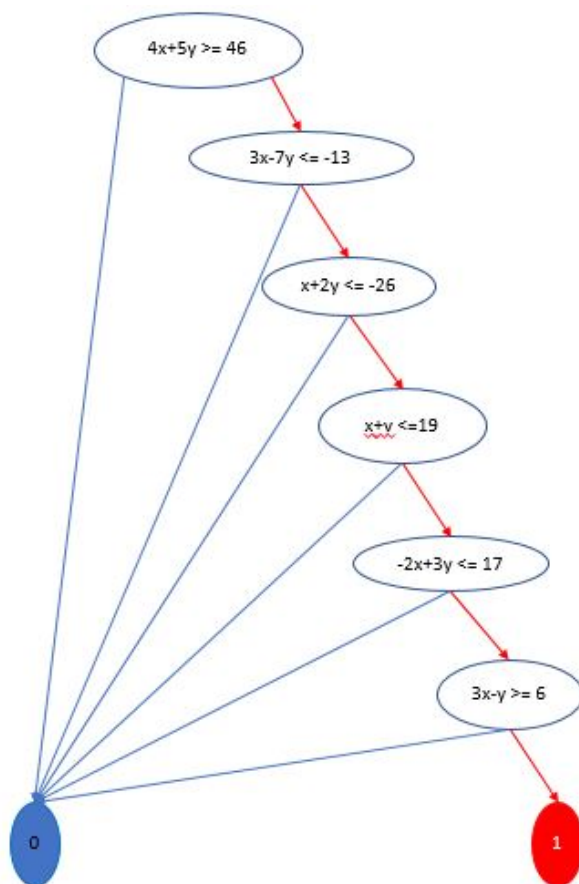 4x+5y >= 46
3x-7y <= -13
x+2y <= -26
x+y <=19
-2x+3y <= 17
3x-y >= 6
0
1